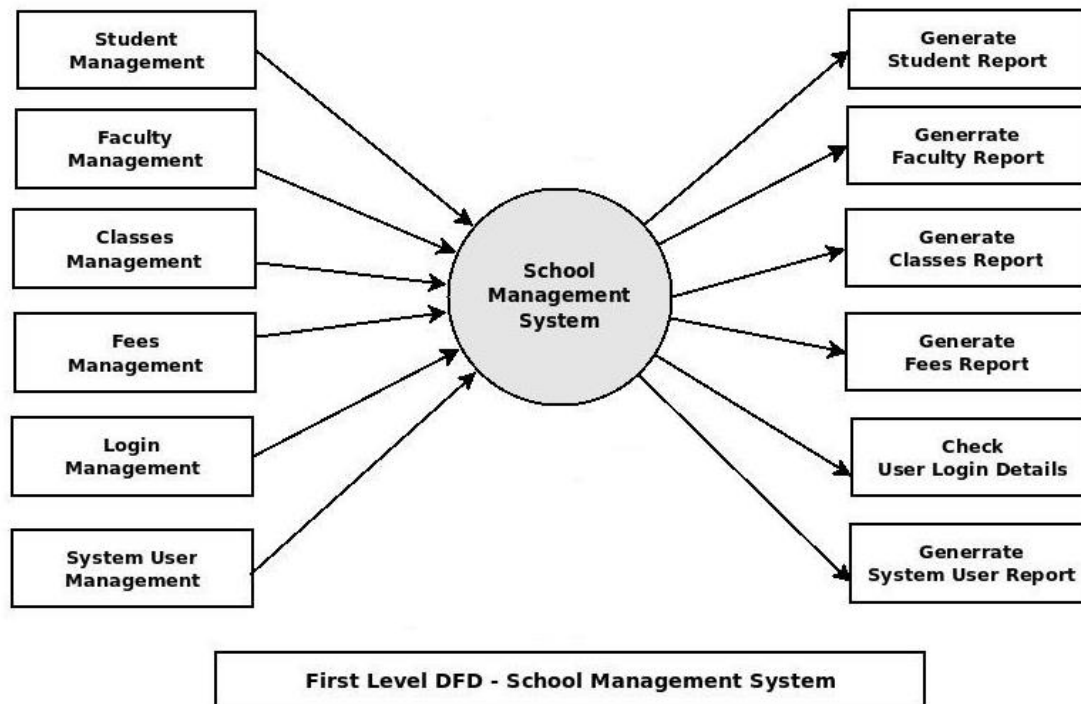 Student
Management
Faculty
Management
Classes
Management
Fees
Management
Login
Management
System User
Management
School
Management
System
Generate
Student Report
Generrate
Faculty Report
Generate
Classes Report
Generate
Fees Report
Check
User Login Details
Generrate
System User Report
First Level DFD - School Management System